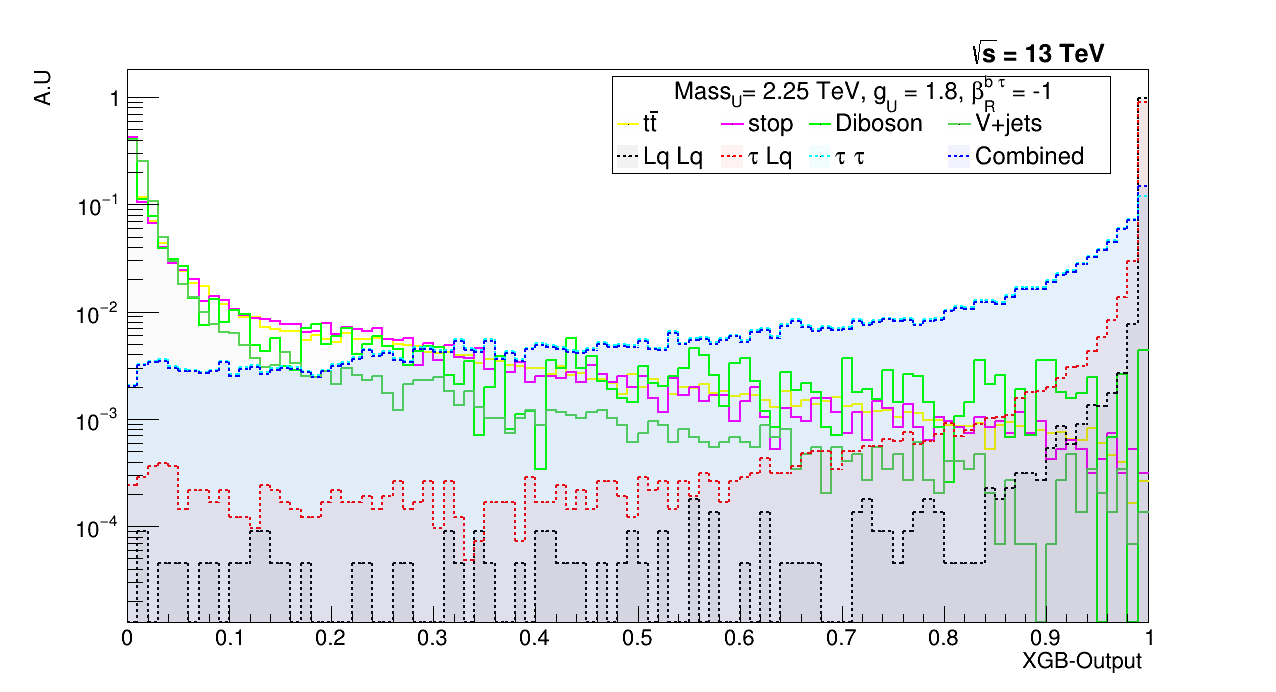 √s = 13 TeV
A.U
Mass_U= 2.25 TeV, g_U = 1.8, β_R^{b τ} = -1
tt̄ stop Diboson V+jets
Lq Lq τ Lq τ τ Combined
1
10⁻¹
10⁻²
10⁻³
10⁻⁴
0 0.1 0.2 0.3 0.4 0.5 0.6 0.7 0.8 0.9 1
XGB-Output